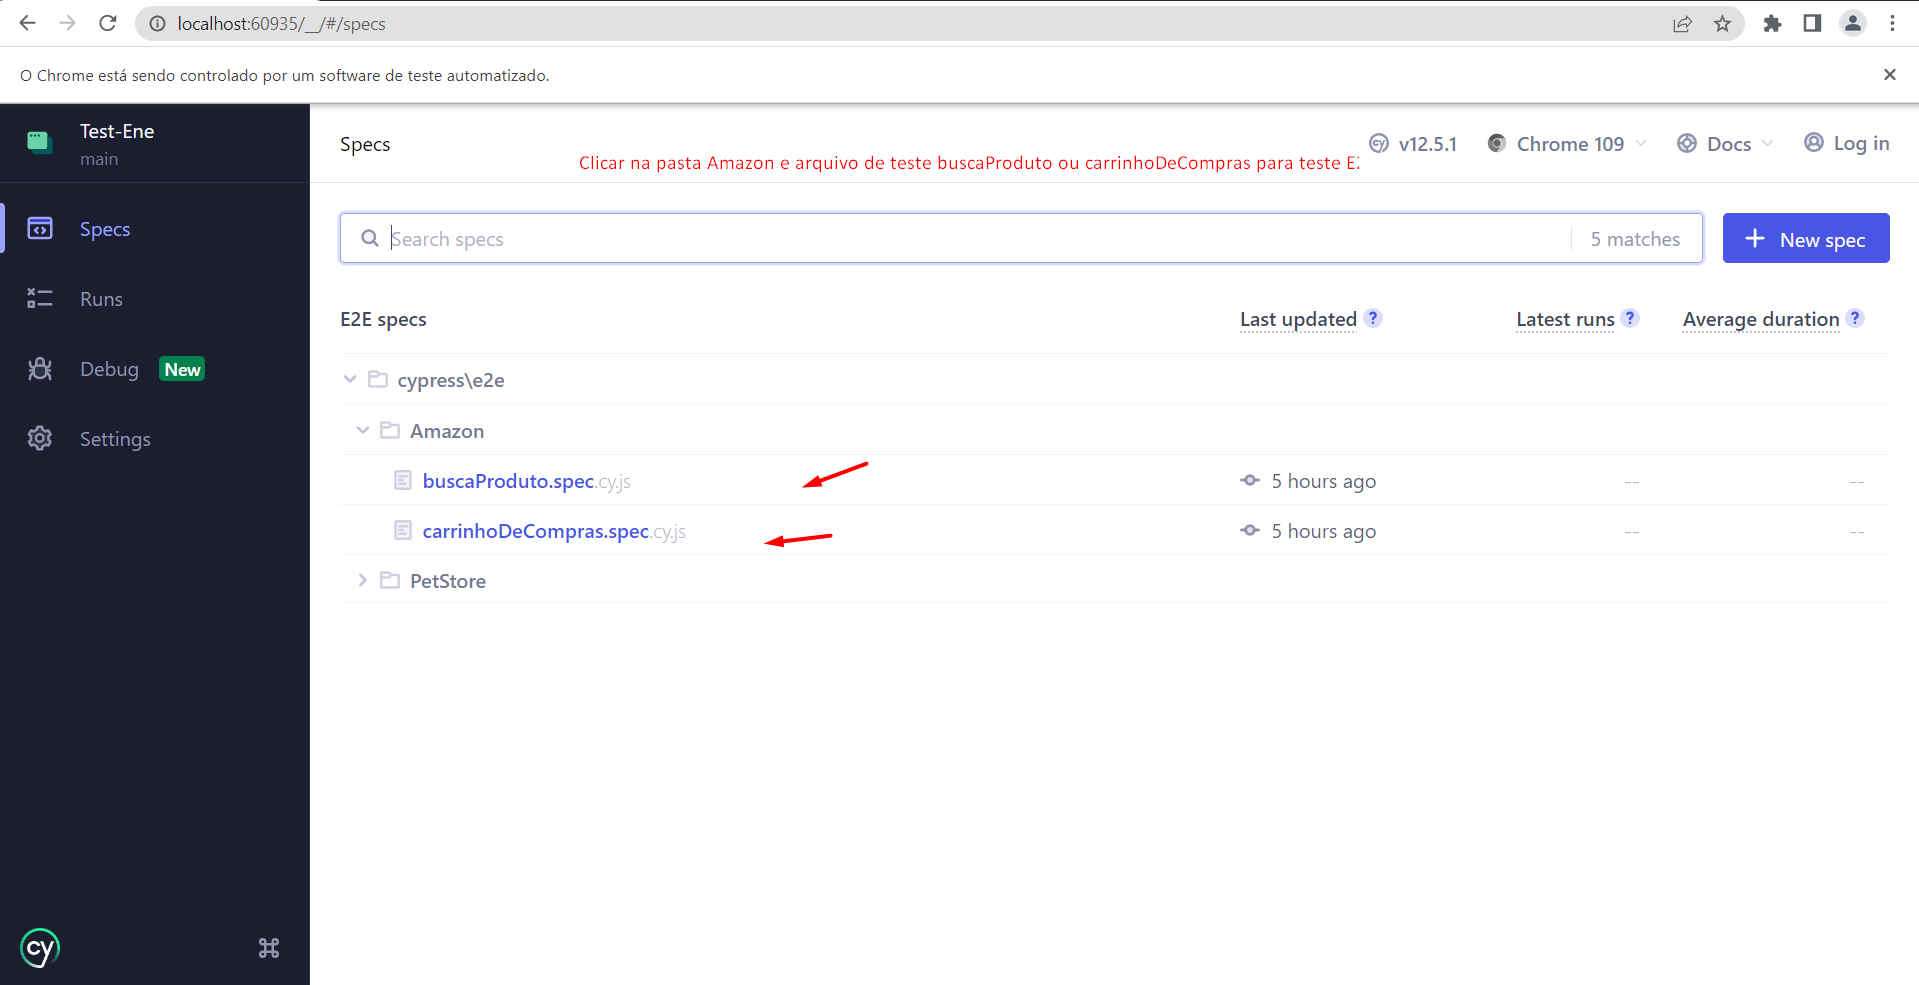 localhost:60935/__/#/specs
O Chrome está sendo controlado por um software de teste automatizado.
Test-Ene
main
Specs
Runs
Debug New
Settings
cy
Specs
Clicar na pasta Amazon e arquivo de teste buscaProduto ou carrinhoDeCompras para teste E2
cy v12.5.1 Chrome 109 Docs Log in
Search specs 5 matches + New spec
E2E specs Last updated ? Latest runs ? Average duration ?
cypress\e2e
Amazon
buscaProduto.spec.cy.js 5 hours ago -- --
carrinhoDeCompras.spec.cy.js 5 hours ago -- --
PetStore